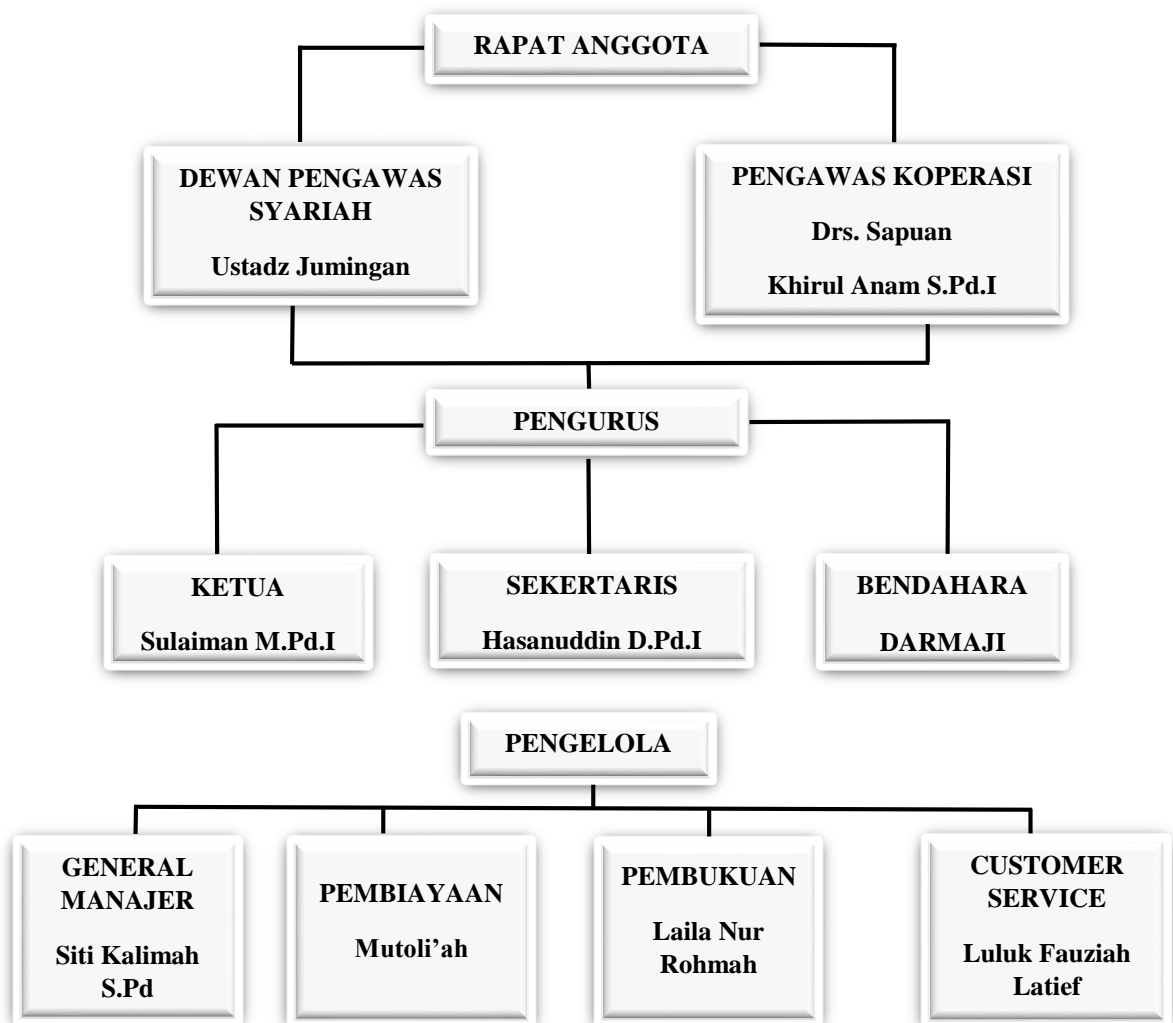 RAPAT ANGGOTA
DEWAN PENGAWAS
SYARIAH
Ustadz Jumingan
PENGAWAS KOPERASI
Drs. Sapuan
Khirul Anam S.Pd.I
PENGURUS
KETUA
Sulaiman M.Pd.I
SEKERTARIS
Hasanuddin D.Pd.I
BENDAHARA
DARMAJI
PENGELOLA
GENERAL
MANAJER
Siti Kalimah
S.Pd
PEMBIAYAAN
Mutoli’ah
PEMBUKUAN
Laila Nur
Rohmah
CUSTOMER
SERVICE
Luluk Fauziah
Latief